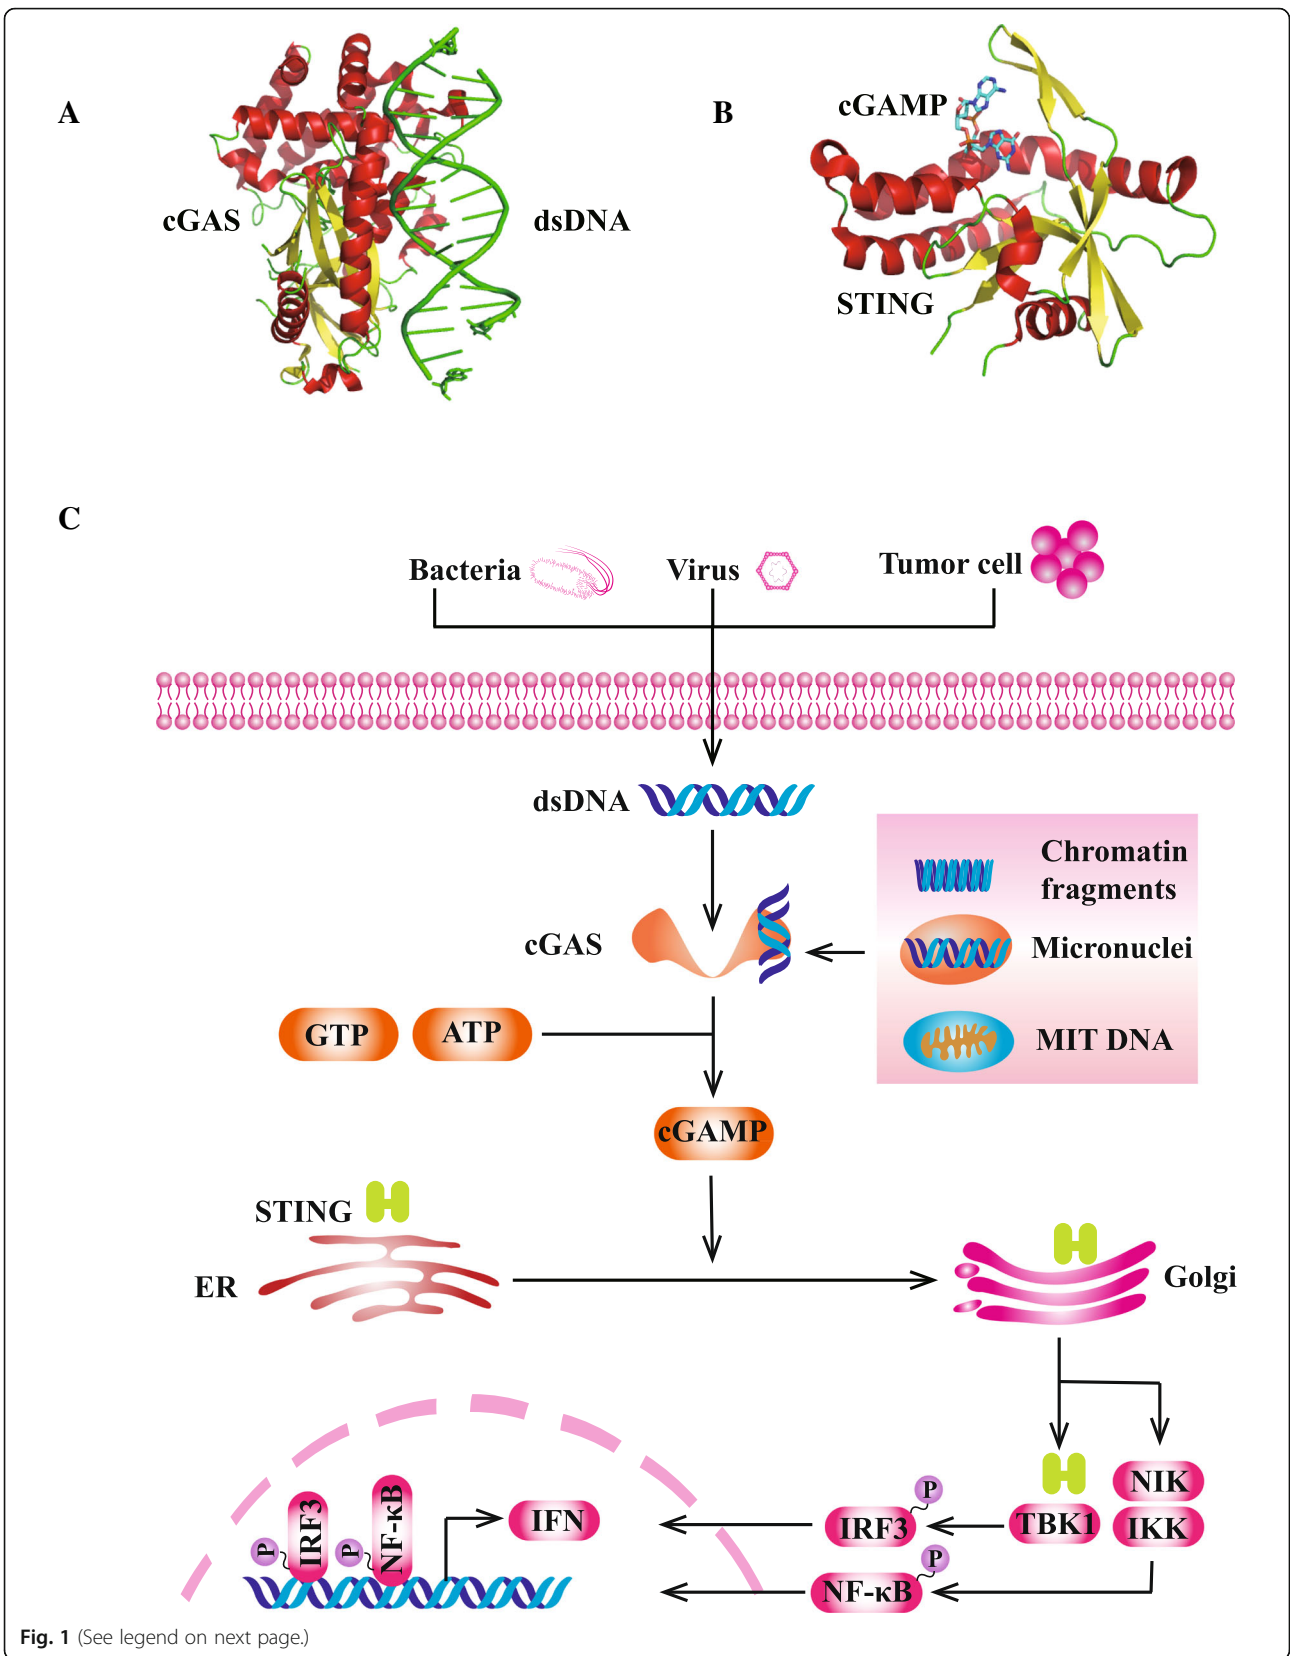 A
cGAS
dsDNA
B
cGAMP
STING
C
Bacteria
Virus
Tumor cell
dsDNA
Chromatin
fragments
cGAS
Micronuclei
GTP
ATP
MIT DNA
cGAMP
STING
ER
Golgi
NIK
IKK
TBK1
P
IRF3
P
NF-κB
P
IRF3
P
NF-κB
IFN
Fig. 1 (See legend on next page.)